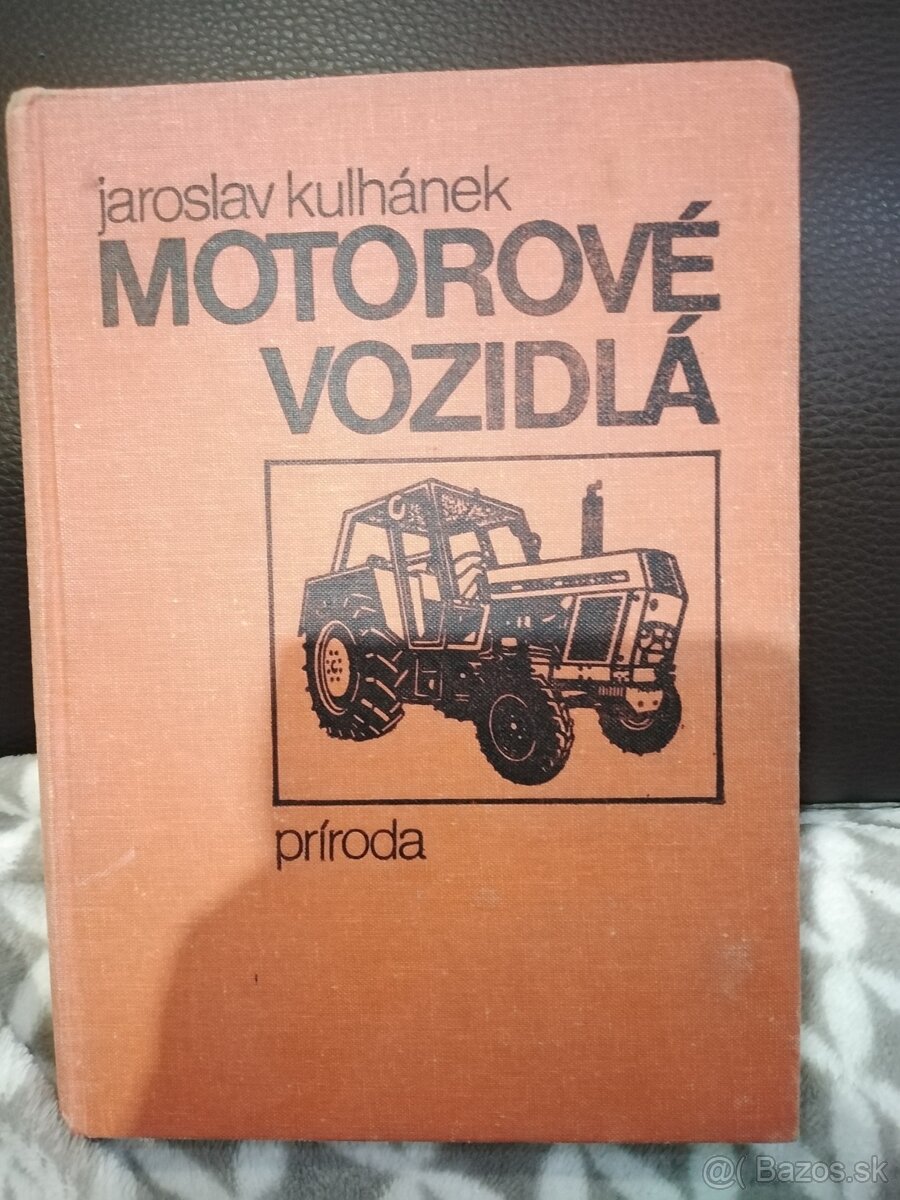 jaroslav kulhánek
MOTOROVÉ
VOZIDLÁ
príroda
@( Bazos.sk